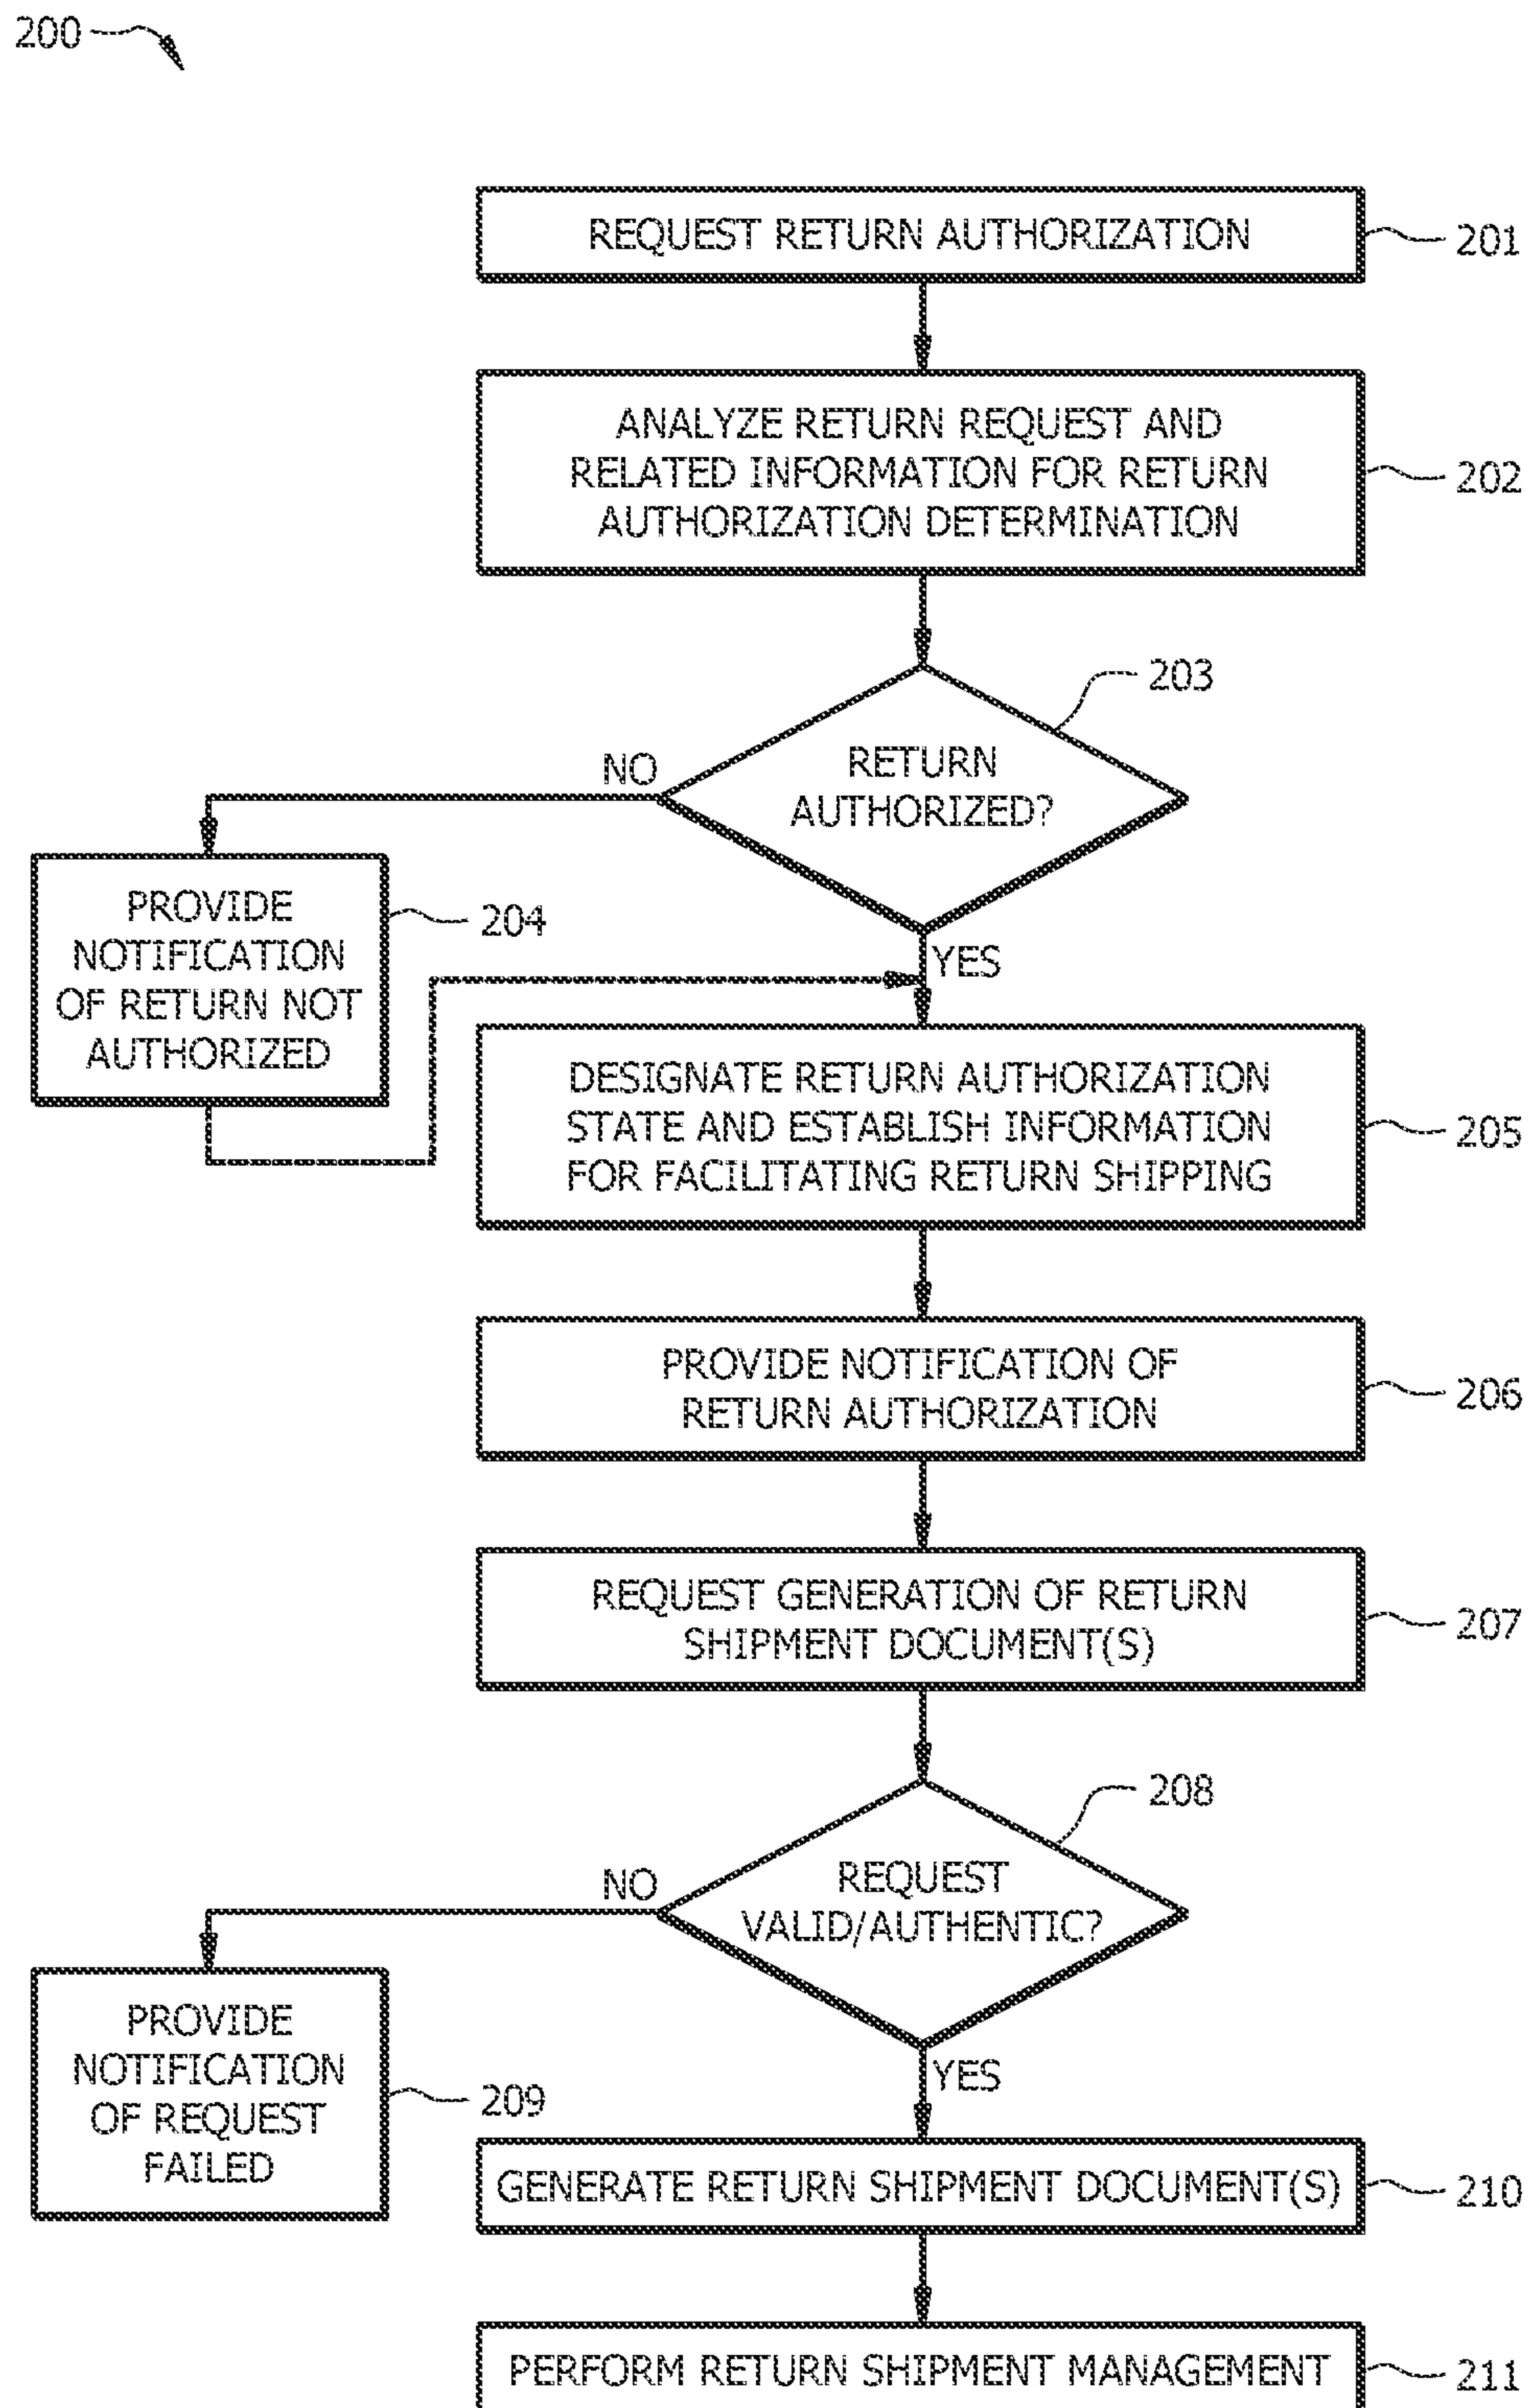 200
REQUEST RETURN AUTHORIZATION
201
ANALYZE RETURN REQUEST AND
RELATED INFORMATION FOR RETURN
AUTHORIZATION DETERMINATION
202
203
RETURN
AUTHORIZED?
NO
YES
PROVIDE
NOTIFICATION
OF RETURN NOT
AUTHORIZED
204
DESIGNATE RETURN AUTHORIZATION
STATE AND ESTABLISH INFORMATION
FOR FACILITATING RETURN SHIPPING
205
PROVIDE NOTIFICATION OF
RETURN AUTHORIZATION
206
REQUEST GENERATION OF RETURN
SHIPMENT DOCUMENT(S)
207
208
REQUEST
VALID/AUTHENTIC?
NO
YES
PROVIDE
NOTIFICATION
OF REQUEST
FAILED
209
GENERATE RETURN SHIPMENT DOCUMENT(S)
210
PERFORM RETURN SHIPMENT MANAGEMENT
211